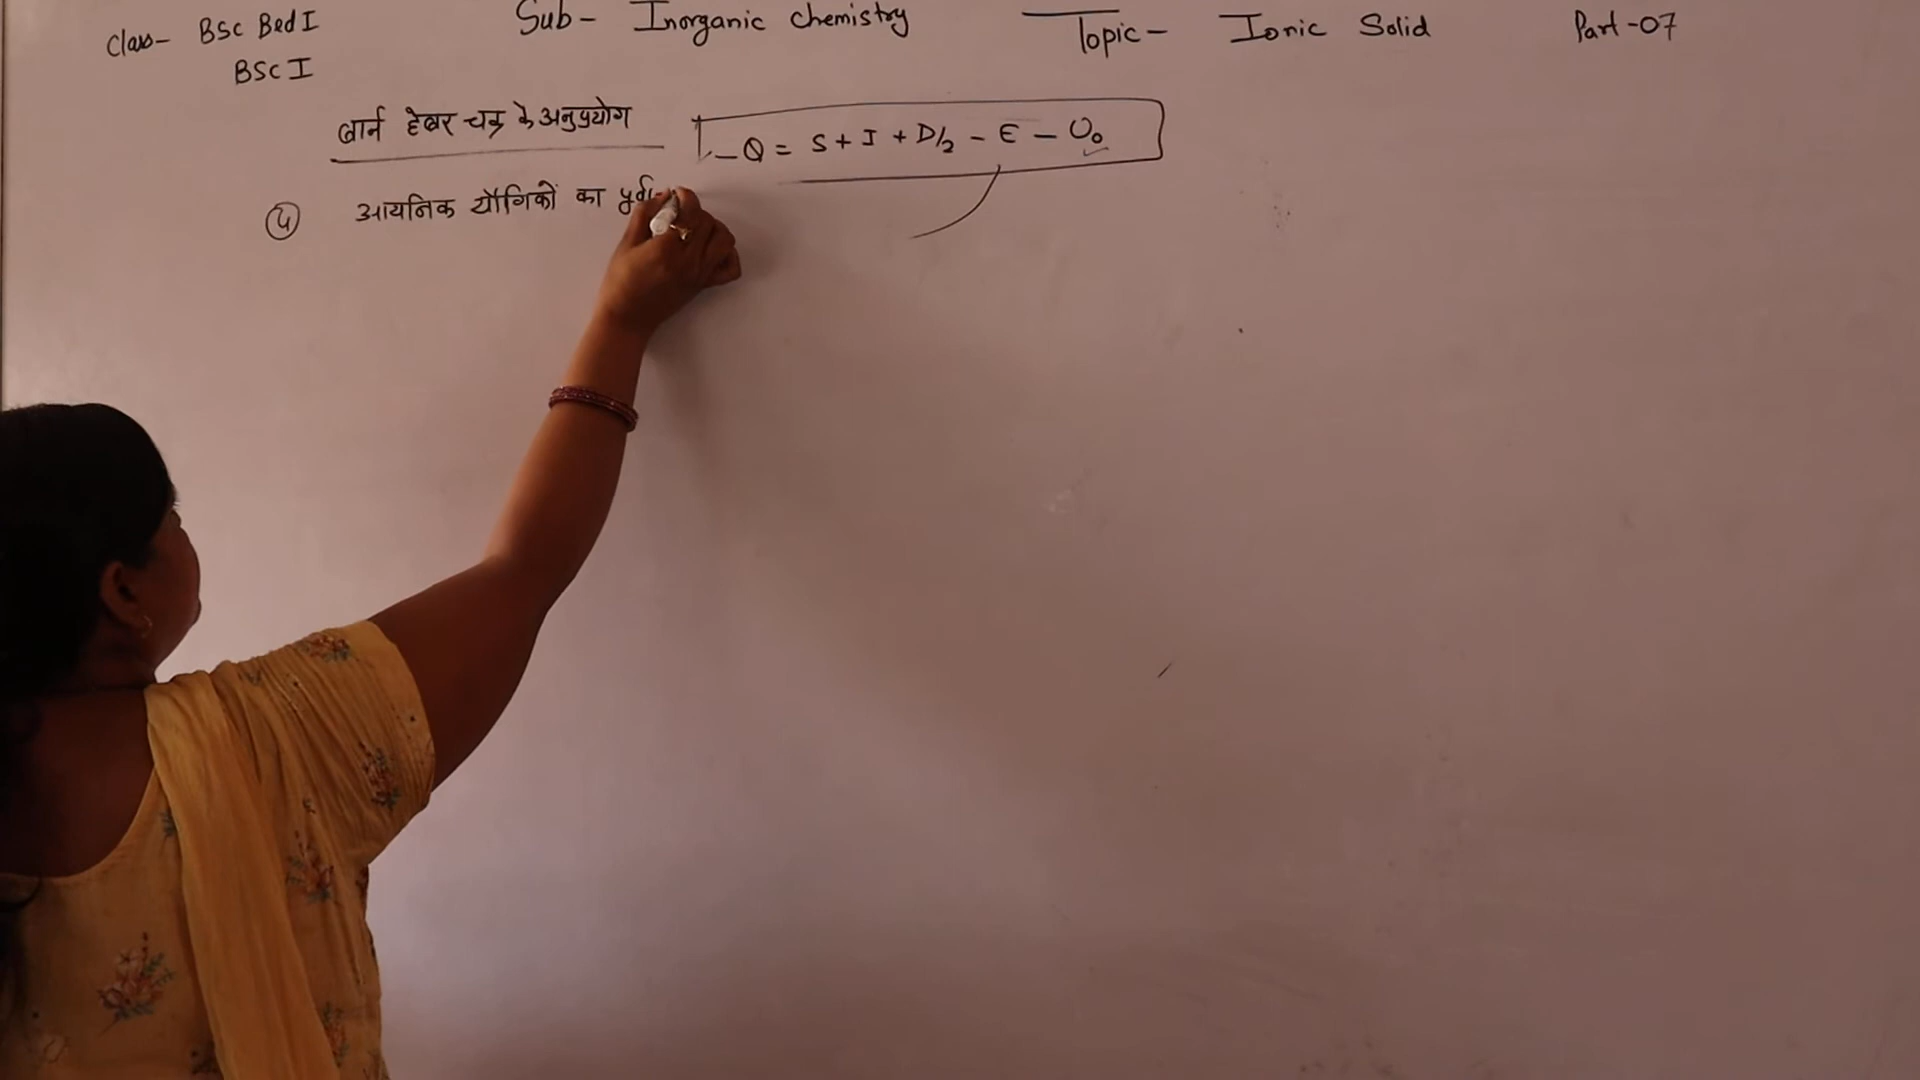 Class- BSc Bed I
BSc I
Sub- Inorganic chemistry
Topic- Ionic Solid
Part-07
बार्न हेबर चक्र के अनुप्रयोग
-Q = S + I + D/2 - E - U₀
④ आयनिक यौगिकों का